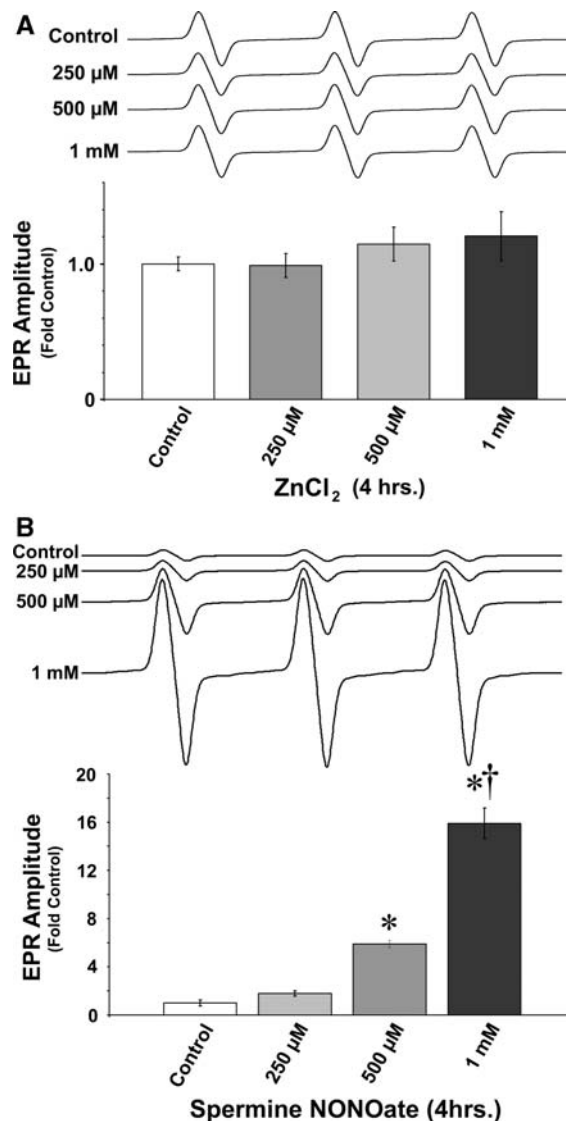 A
Control
250 µM
500 µM
1 mM
EPR Amplitude
(Fold Control)
1.0
0
Control
250 µM
500 µM
1 mM
ZnCl₂ (4 hrs.)
B
Control
250 µM
500 µM
1 mM
EPR Amplitude
(Fold Control)
20
16
12
8
4
0
*
*†
Control
250 µM
500 µM
1 mM
Spermine NONOate (4hrs.)